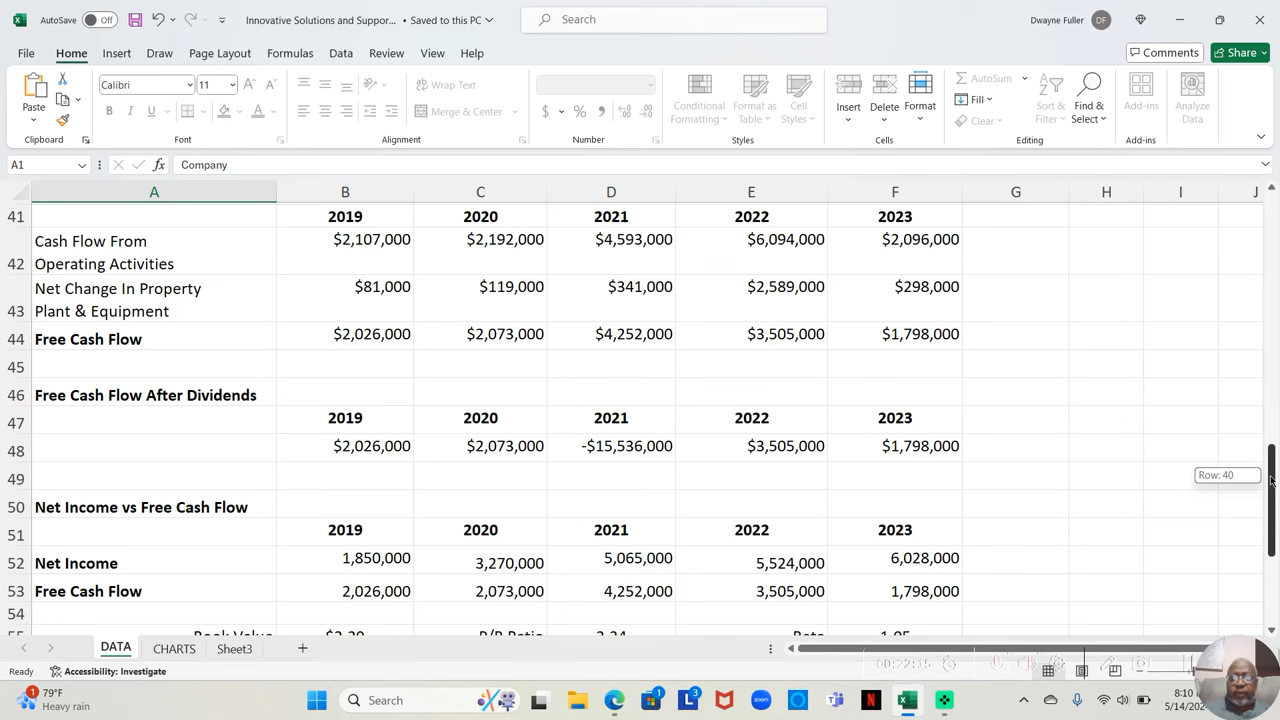 AutoSave Off Innovative Solutions and Suppor... • Saved to this PC Search Dwayne Fuller DF
File Home Insert Draw Page Layout Formulas Data Review View Help Comments Share
Calibri 11 Wrap Text AutoSum
Paste B I U Merge & Center $ % Conditional Formatting Format as Table Cell Styles Insert Delete Format Fill Clear Sort & Filter Find & Select Add-ins Analyze Data
Clipboard Font Alignment Number Styles Cells Editing Add-ins
A1 fx Company
A B C D E F G H I J
41 2019 2020 2021 2022 2023
42 Cash Flow From Operating Activities $2,107,000 $2,192,000 $4,593,000 $6,094,000 $2,096,000
43 Net Change In Property Plant & Equipment $81,000 $119,000 $341,000 $2,589,000 $298,000
44 Free Cash Flow $2,026,000 $2,073,000 $4,252,000 $3,505,000 $1,798,000
45
46 Free Cash Flow After Dividends
47 2019 2020 2021 2022 2023
48 $2,026,000 $2,073,000 -$15,536,000 $3,505,000 $1,798,000
49 Row: 40
50 Net Income vs Free Cash Flow
51 2019 2020 2021 2022 2023
52 Net Income 1,850,000 3,270,000 5,065,000 5,524,000 6,028,000
53 Free Cash Flow 2,026,000 2,073,000 4,252,000 3,505,000 1,798,000
54
DATA CHARTS Sheet3
Ready Accessibility: Investigate 00:22:15
79°F Heavy rain Search 8:10
5/14/202